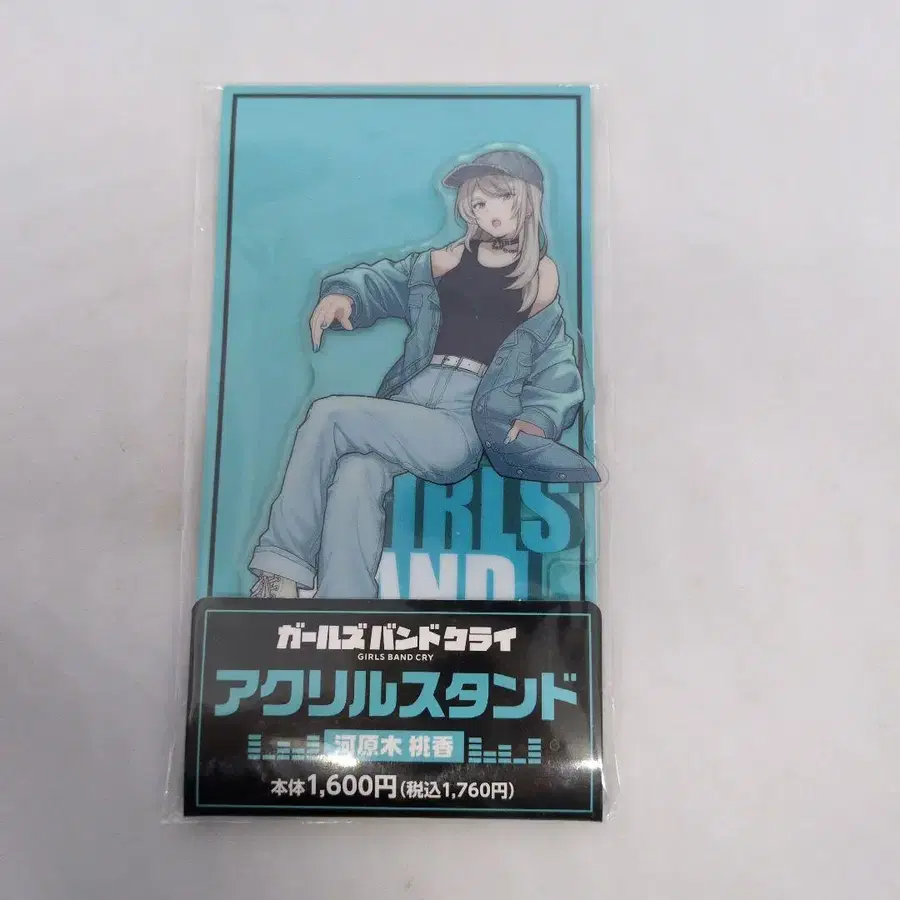 IRLS
AND
ガールズバンドクライ
GIRLS BAND CRY
アクリルスタンド
河原木 桃香
本体1,600円(税込1,760円)